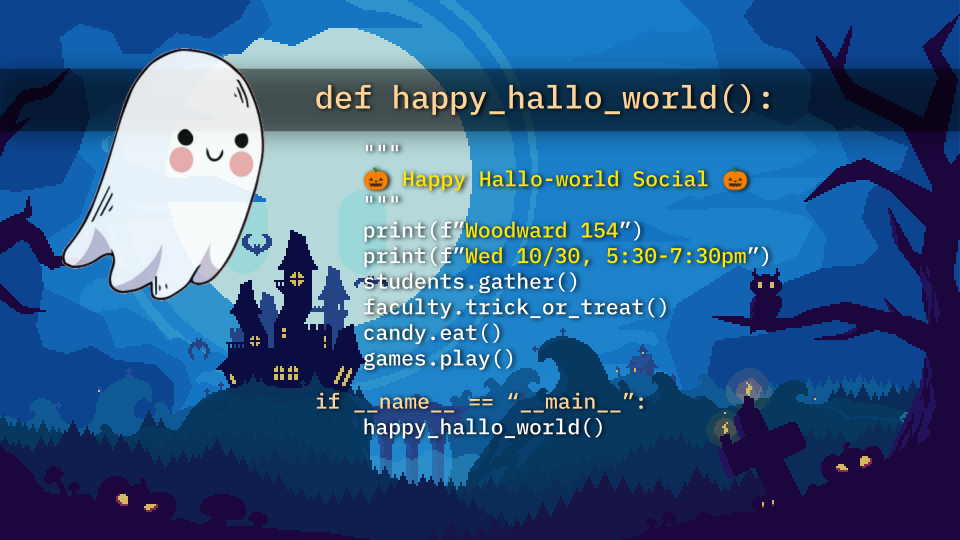 def happy_hallo_world():
"""
🎃 Happy Hallo-world Social 🎃
"""
print(f”Woodward 154”)
print(f”Wed 10/30, 5:30-7:30pm”)
students.gather()
faculty.trick_or_treat()
candy.eat()
games.play()
if __name__ == “__main__”:
happy_hallo_world()